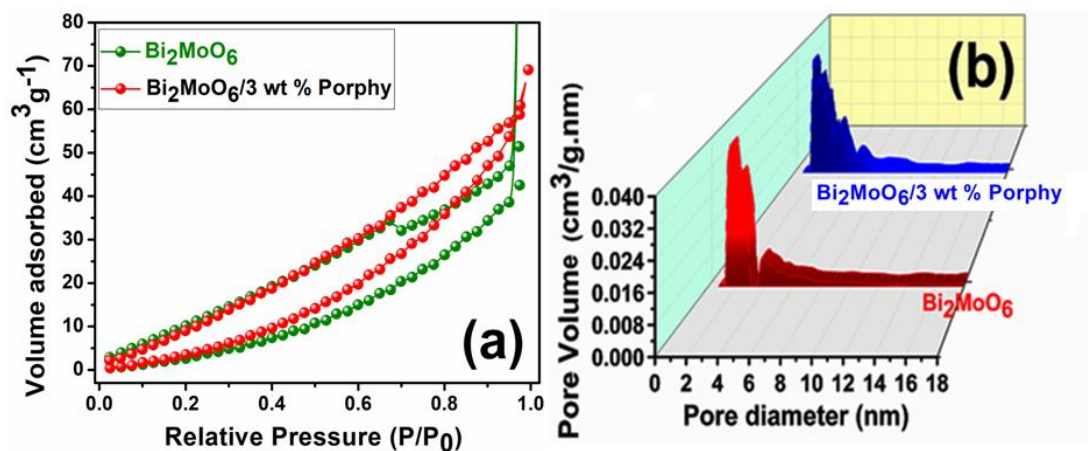 80
70
60
50
40
30
20
10
0
Volume adsorbed (cm³g⁻¹)
Bi₂MoO₆
Bi₂MoO₆/3 wt % Porphy
(a)
0.0 0.2 0.4 0.6 0.8 1.0
Relative Pressure (P/P₀)
(b)
Bi₂MoO₆/3 wt % Porphy
Bi₂MoO₆
Pore Volume (cm³/g.nm)
0.040
0.032
0.024
0.016
0.008
0.000
0 2 4 6 8 10 12 14 16 18
Pore diameter (nm)